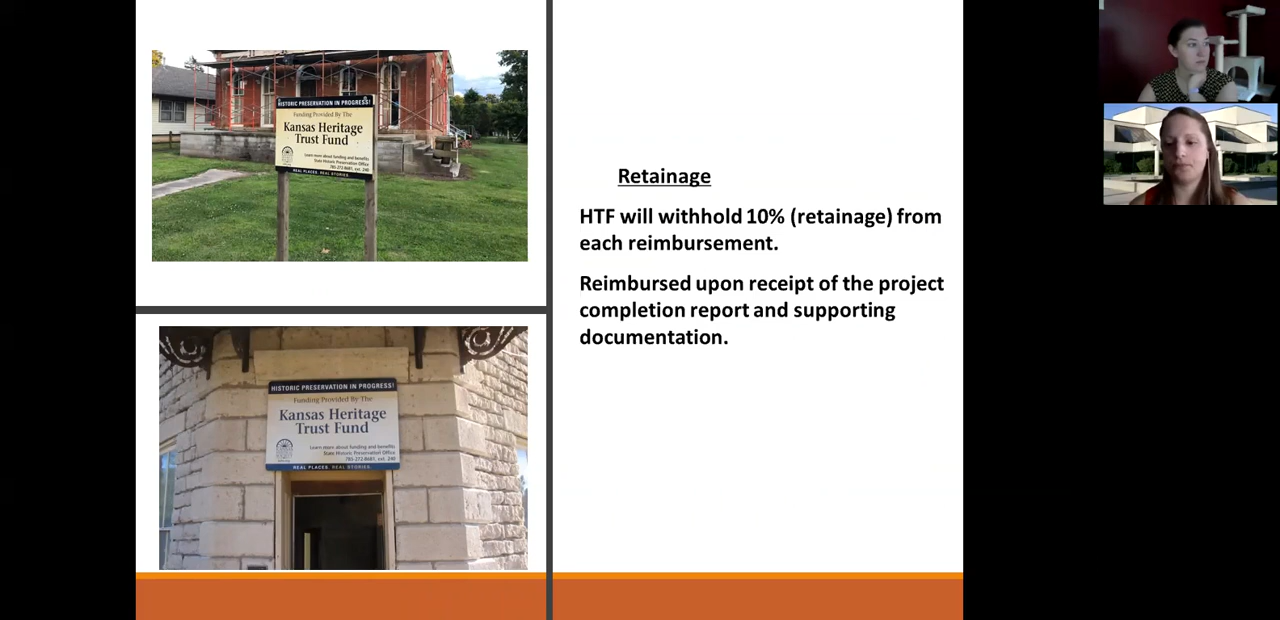 HISTORIC PRESERVATION IN PROGRESS!
Funding Provided By The
Kansas Heritage
Trust Fund
Learn more about funding and benefits
State Historic Preservation Office
785-272-8681, ext. 240
REAL PLACES. REAL STORIES.
HISTORIC PRESERVATION IN PROGRESS!
Funding Provided By The
Kansas Heritage
Trust Fund
Learn more about funding and benefits
State Historic Preservation Office
785-272-8681, ext. 240
REAL PLACES. REAL STORIES.
Retainage
HTF will withhold 10% (retainage) from
each reimbursement.
Reimbursed upon receipt of the project
completion report and supporting
documentation.